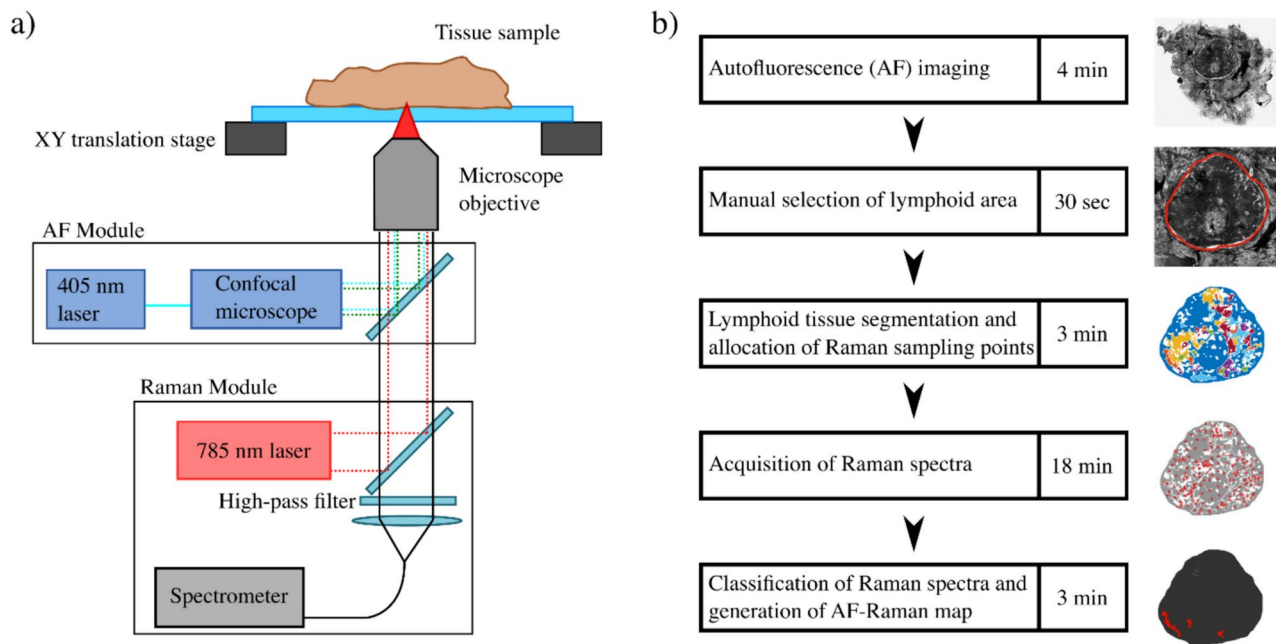 a)
Tissue sample
XY translation stage
Microscope
objective
AF Module
405 nm
laser
Confocal
microscope
Raman Module
785 nm laser
High-pass filter
Spectrometer
b)
Autofluorescence (AF) imaging
4 min
Manual selection of lymphoid area
30 sec
Lymphoid tissue segmentation and
allocation of Raman sampling points
3 min
Acquisition of Raman spectra
18 min
Classification of Raman spectra and
generation of AF-Raman map
3 min